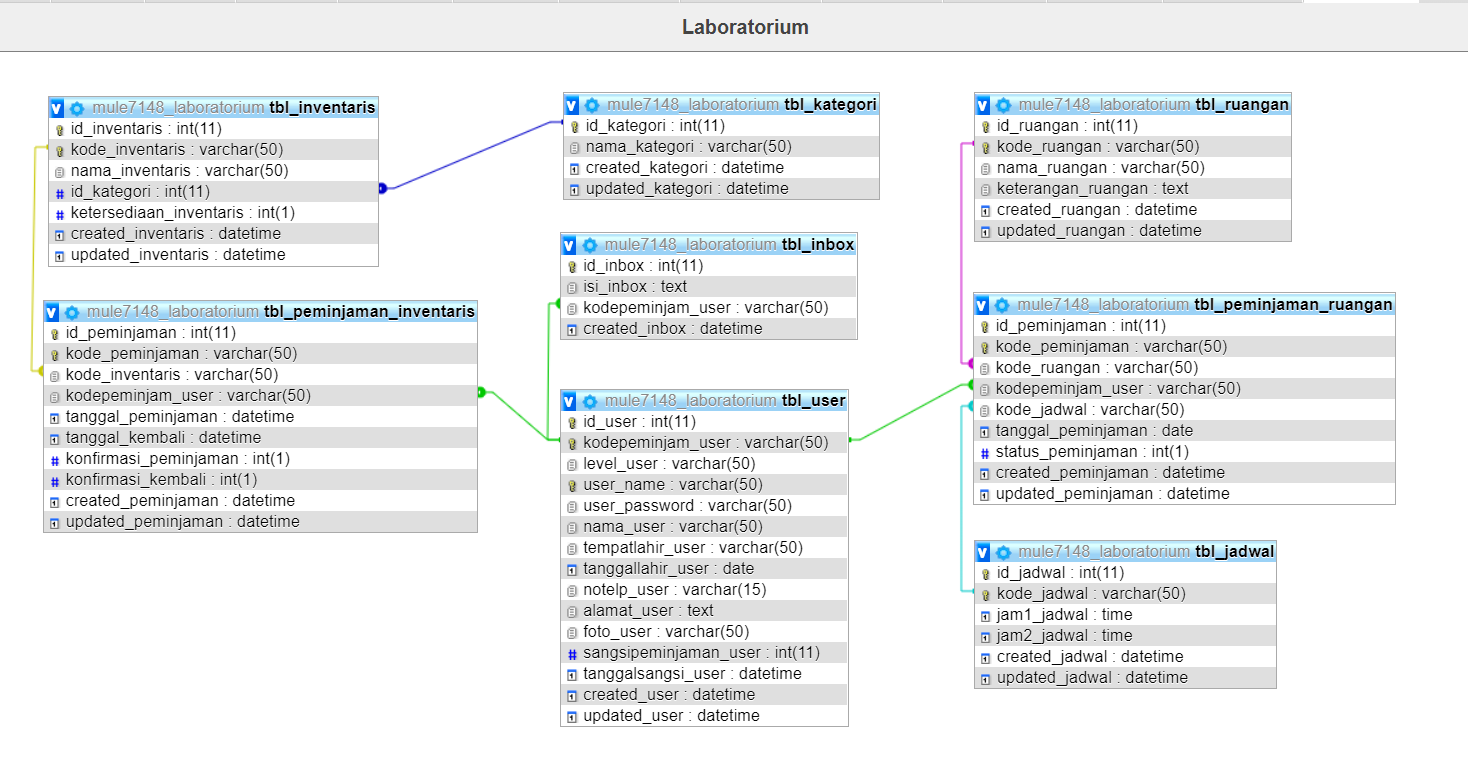 Laboratorium
mule7148_laboratorium tbl_inventaris
id_inventaris : int(11)
kode_inventaris : varchar(50)
nama_inventaris : varchar(50)
id_kategori : int(11)
ketersediaan_inventaris : int(1)
created_inventaris : datetime
updated_inventaris : datetime
mule7148_laboratorium tbl_kategori
id_kategori : int(11)
nama_kategori : varchar(50)
created_kategori : datetime
updated_kategori : datetime
mule7148_laboratorium tbl_ruangan
id_ruangan : int(11)
kode_ruangan : varchar(50)
nama_ruangan : varchar(50)
keterangan_ruangan : text
created_ruangan : datetime
updated_ruangan : datetime
mule7148_laboratorium tbl_inbox
id_inbox : int(11)
isi_inbox : text
kodepeminjam_user : varchar(50)
created_inbox : datetime
mule7148_laboratorium tbl_peminjaman_inventaris
id_peminjaman : int(11)
kode_peminjaman : varchar(50)
kode_inventaris : varchar(50)
kodepeminjam_user : varchar(50)
tanggal_peminjaman : datetime
tanggal_kembali : datetime
konfirmasi_peminjaman : int(1)
konfirmasi_kembali : int(1)
created_peminjaman : datetime
updated_peminjaman : datetime
mule7148_laboratorium tbl_user
id_user : int(11)
kodepeminjam_user : varchar(50)
level_user : varchar(50)
user_name : varchar(50)
user_password : varchar(50)
nama_user : varchar(50)
tempatlahir_user : varchar(50)
tanggallahir_user : date
notelp_user : varchar(15)
alamat_user : text
foto_user : varchar(50)
sangsipeminjaman_user : int(11)
tanggalsangsi_user : datetime
created_user : datetime
updated_user : datetime
mule7148_laboratorium tbl_peminjaman_ruangan
id_peminjaman : int(11)
kode_peminjaman : varchar(50)
kode_ruangan : varchar(50)
kodepeminjam_user : varchar(50)
kode_jadwal : varchar(50)
tanggal_peminjaman : date
status_peminjaman : int(1)
created_peminjaman : datetime
updated_peminjaman : datetime
mule7148_laboratorium tbl_jadwal
id_jadwal : int(11)
kode_jadwal : varchar(50)
jam1_jadwal : time
jam2_jadwal : time
created_jadwal : datetime
updated_jadwal : datetime